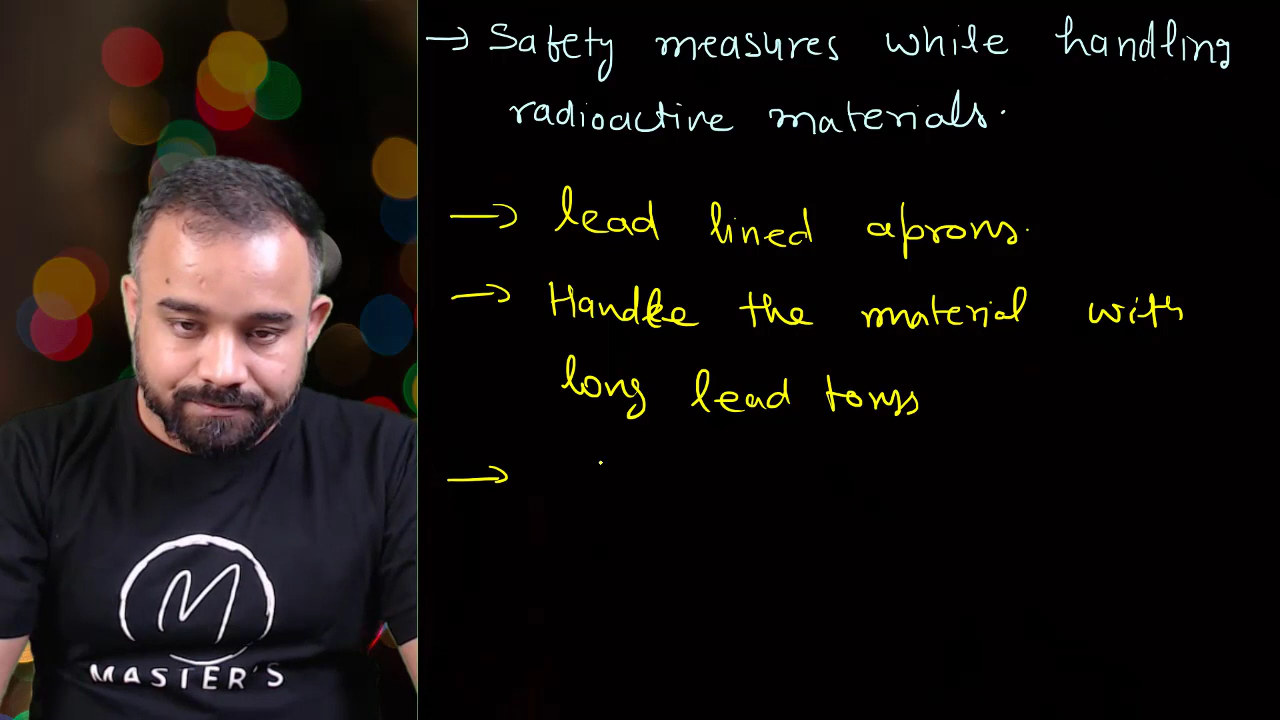 → Safety measures while handling
radioactive materials.
→ lead lined aprons.
→ Handle the material with
long lead tongs
→
M
MASTER'S